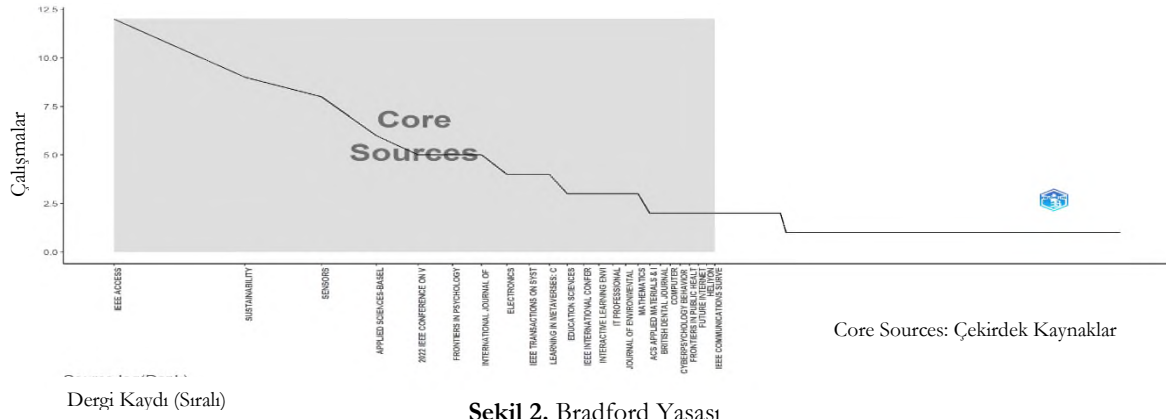 12.5
10.0
7.5
5.0
2.5
0.0
Çalışmalar
Core
Sources
IEEE ACCESS
SUSTAINABILITY
SENSORS
APPLIED SCIENCES-BASEL
2022 IEEE CONFERENCE ON V
FRONTIERS IN PSYCHOLOGY
INTERNATIONAL JOURNAL OF
ELECTRONICS
IEEE TRANSACTIONS ON SYST
LEARNING IN METAVERSES: C
EDUCATION SCIENCES
IEEE INTERNATIONAL CONFER
INTERACTIVE LEARNING ENVI
IT PROFESSIONAL
JOURNAL OF ENVIRONMENTAL
MATHEMATICS
ACS APPLIED MATERIALS & I
BRITISH DENTAL JOURNAL
COMPUTER
CYBERPSYCHOLOGY BEHAVIOR
FRONTIERS IN PUBLIC HEALT
FUTURE INTERNET
HELIYON
IEEE COMMUNICATIONS SURVE
Core Sources: Çekirdek Kaynaklar
Dergi Kaydı (Sıralı)
Şekil 2. Bradford Yasası